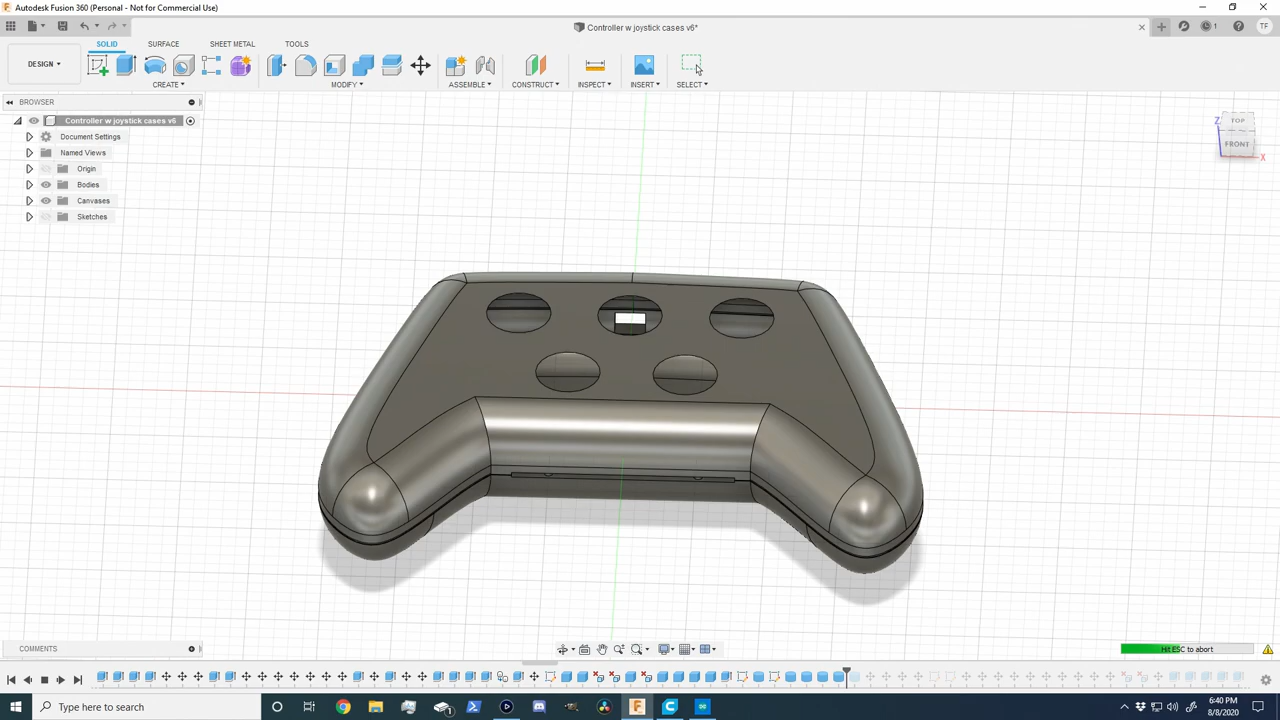 Autodesk Fusion 360 (Personal - Not for Commercial Use)
Controller w joystick cases v6*
1
TF
SOLID SURFACE SHEET METAL TOOLS
DESIGN
CREATE MODIFY ASSEMBLE CONSTRUCT INSPECT INSERT SELECT
BROWSER
Controller w joystick cases v6
Document Settings
Named Views
Origin
Bodies
Canvases
Sketches
Z
TOP
FRONT
X
COMMENTS
Hit ESC to abort
Type here to search
6:40 PM
8/8/2020